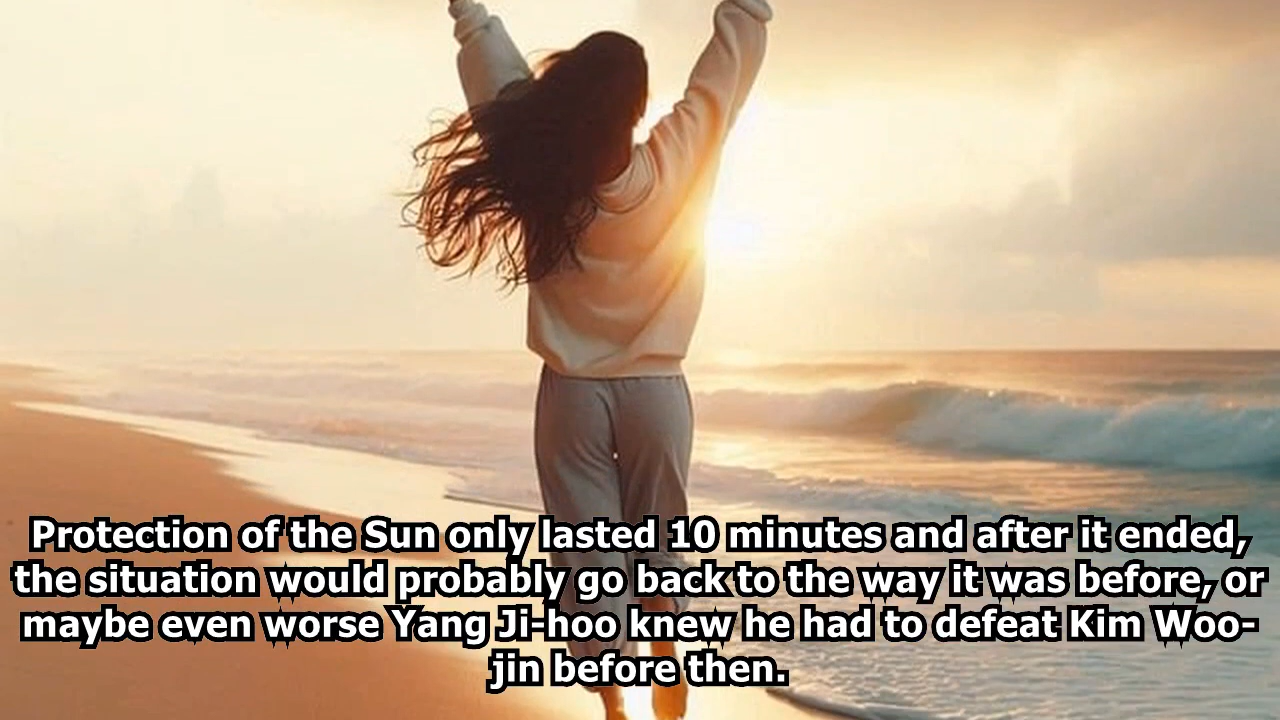 Protection of the Sun only lasted 10 minutes and after it ended,
the situation would probably go back to the way it was before, or
maybe even worse Yang Ji-hoo knew he had to defeat Kim Woo-
jin before then.